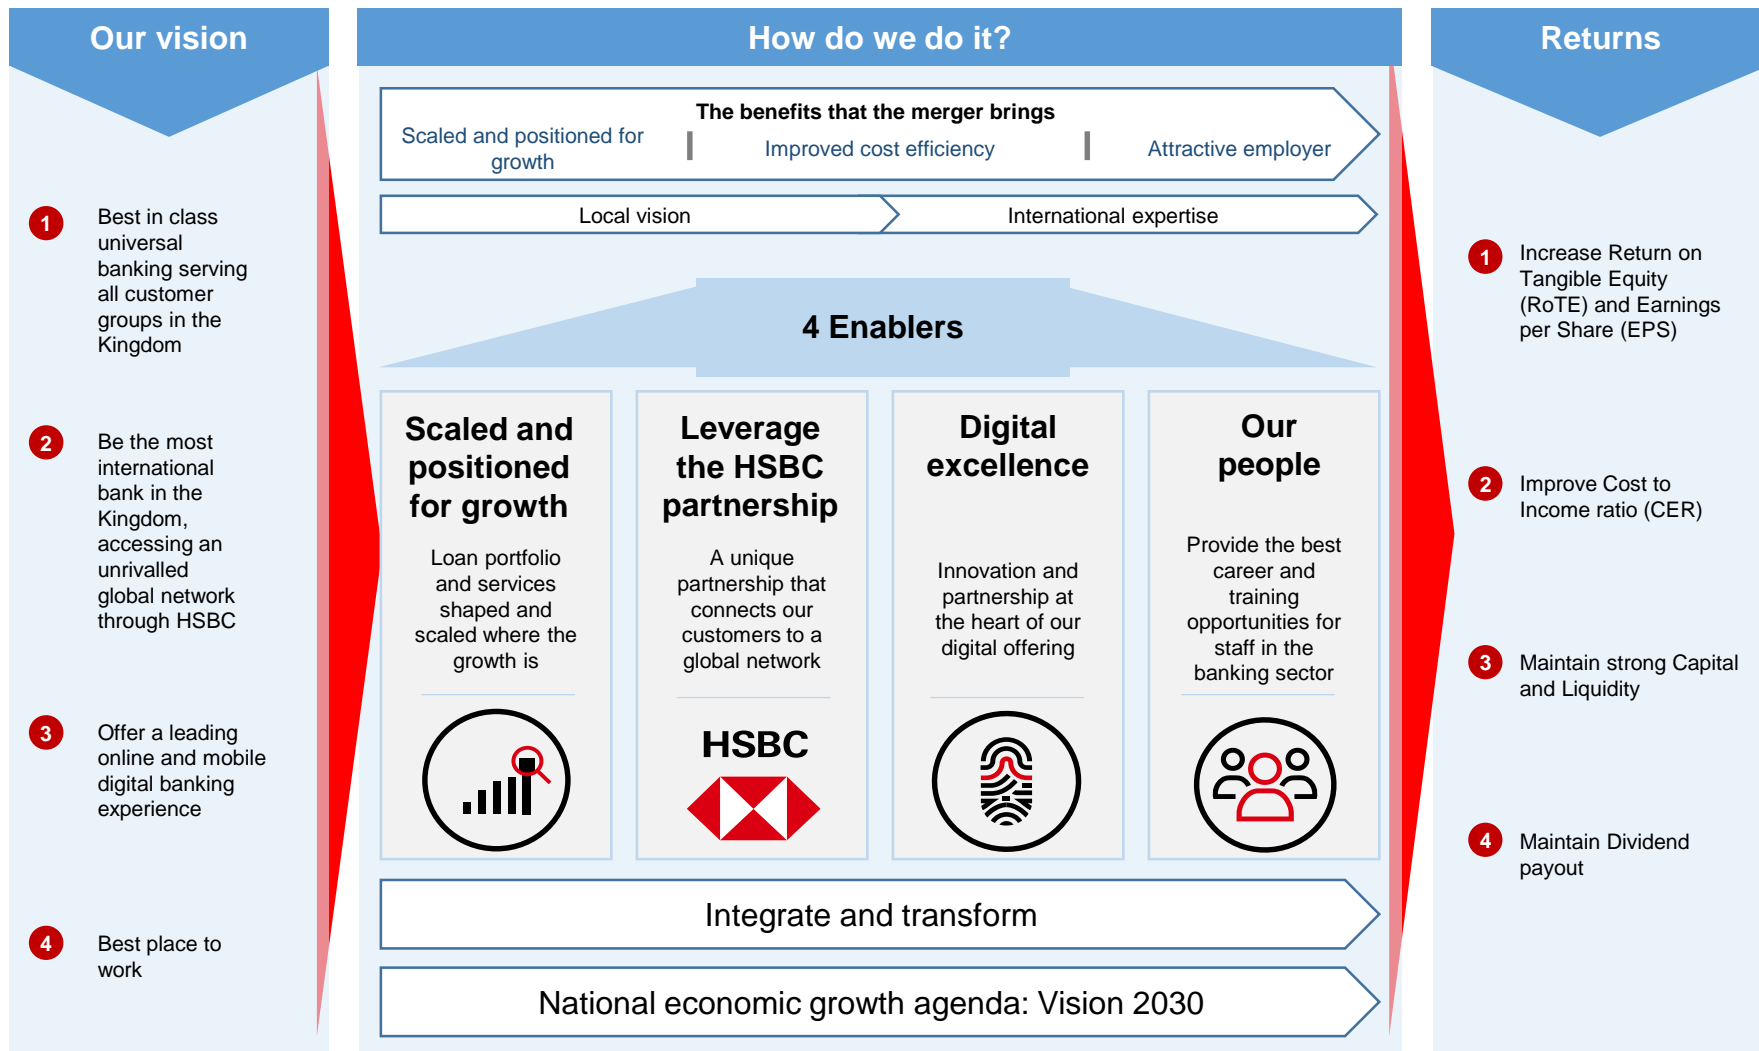 Our vision
1
Best in class
universal
banking serving
all customer
groups in the
Kingdom
2
Be the most
international
bank in the
Kingdom,
accessing an
unrivalled
global network
through HSBC
3
Offer a leading
online and mobile
digital banking
experience
4
Best place to
work
How do we do it?
The benefits that the merger brings
Scaled and positioned for
growth
Improved cost efficiency
Attractive employer
Local vision
International expertise
4 Enablers
Scaled and
positioned
for growth
Loan portfolio
and services
shaped and
scaled where the
growth is
Leverage
the HSBC
partnership
A unique
partnership that
connects our
customers to a
global network
HSBC
Digital
excellence
Innovation and
partnership at
the heart of our
digital offering
Our
people
Provide the best
career and
training
opportunities for
staff in the
banking sector
Integrate and transform
National economic growth agenda: Vision 2030
Returns
1
Increase Return on
Tangible Equity
(RoTE) and Earnings
per Share (EPS)
2
Improve Cost to
Income ratio (CER)
3
Maintain strong Capital
and Liquidity
4
Maintain Dividend
payout